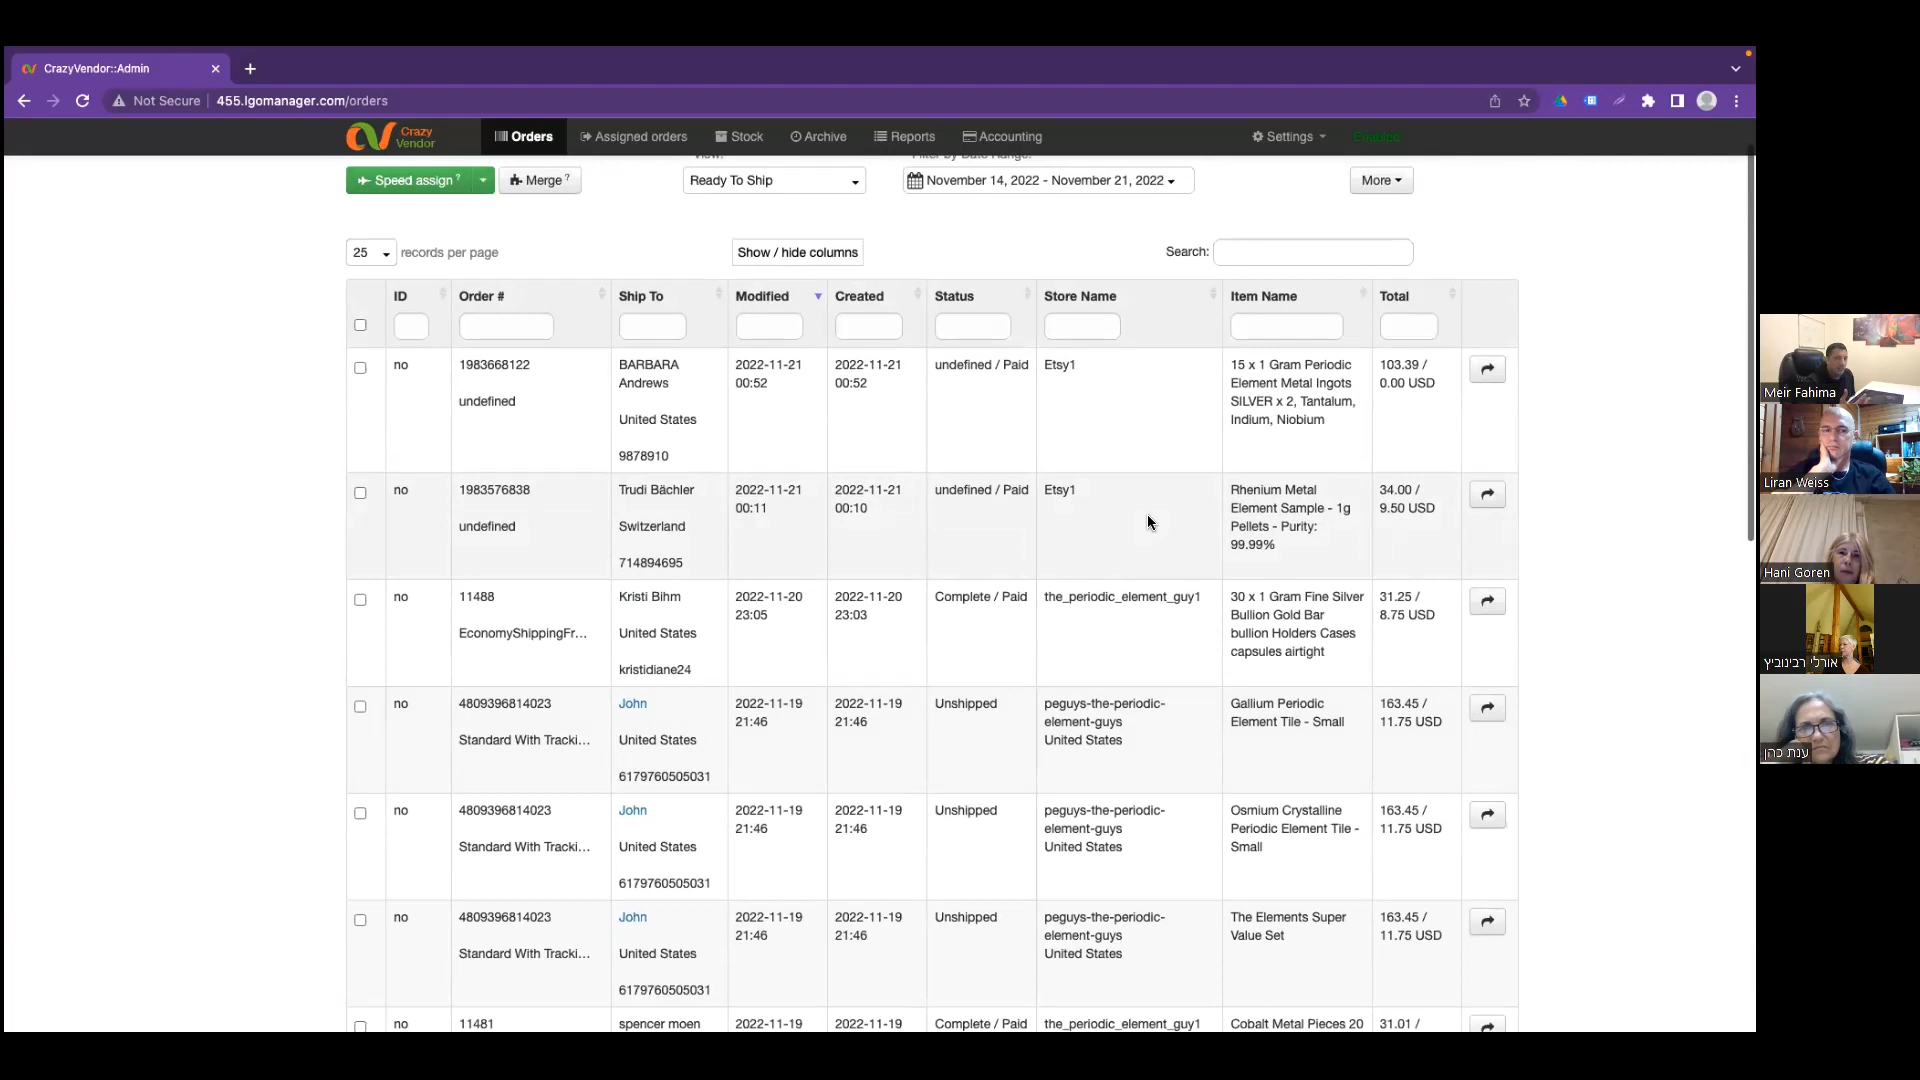 CrazyVendor::Admin
Not Secure 455.lgomanager.com/orders
Crazy Vendor
Orders Assigned orders Stock Archive Reports Accounting Settings Enabled
View: Filter by Date Range:
Speed assign ? Merge ? Ready To Ship November 14, 2022 - November 21, 2022 More
25 records per page Show / hide columns Search:
ID Order # Ship To Modified Created Status Store Name Item Name Total
no 1983668122 BARBARA 2022-11-21 2022-11-21 undefined / Paid Etsy1 15 x 1 Gram Periodic 103.39 /
Andrews 00:52 00:52 Element Metal Ingots 0.00 USD
undefined SILVER x 2, Tantalum,
United States Indium, Niobium
9878910
no 1983576838 Trudi Bächler 2022-11-21 2022-11-21 undefined / Paid Etsy1 Rhenium Metal 34.00 /
00:11 00:10 Element Sample - 1g 9.50 USD
undefined Switzerland Pellets - Purity:
99.99%
714894695
no 11488 Kristi Bihm 2022-11-20 2022-11-20 Complete / Paid the_periodic_element_guy1 30 x 1 Gram Fine Silver 31.25 /
23:05 23:03 Bullion Gold Bar 8.75 USD
EconomyShippingFr... United States bullion Holders Cases
capsules airtight
kristidiane24
no 4809396814023 John 2022-11-19 2022-11-19 Unshipped peguys-the-periodic- Gallium Periodic 163.45 /
21:46 21:46 element-guys Element Tile - Small 11.75 USD
Standard With Tracki... United States United States
6179760505031
no 4809396814023 John 2022-11-19 2022-11-19 Unshipped peguys-the-periodic- Osmium Crystalline 163.45 /
21:46 21:46 element-guys Periodic Element Tile - 11.75 USD
Standard With Tracki... United States United States Small
6179760505031
no 4809396814023 John 2022-11-19 2022-11-19 Unshipped peguys-the-periodic- The Elements Super 163.45 /
21:46 21:46 element-guys Value Set 11.75 USD
Standard With Tracki... United States United States
6179760505031
no 11481 spencer moen 2022-11-19 2022-11-19 Complete / Paid the_periodic_element_guy1 Cobalt Metal Pieces 20 31.01 /
Meir Fahima
Liran Weiss
Hani Goren
אורלי רבינוביץ
ענת כהן